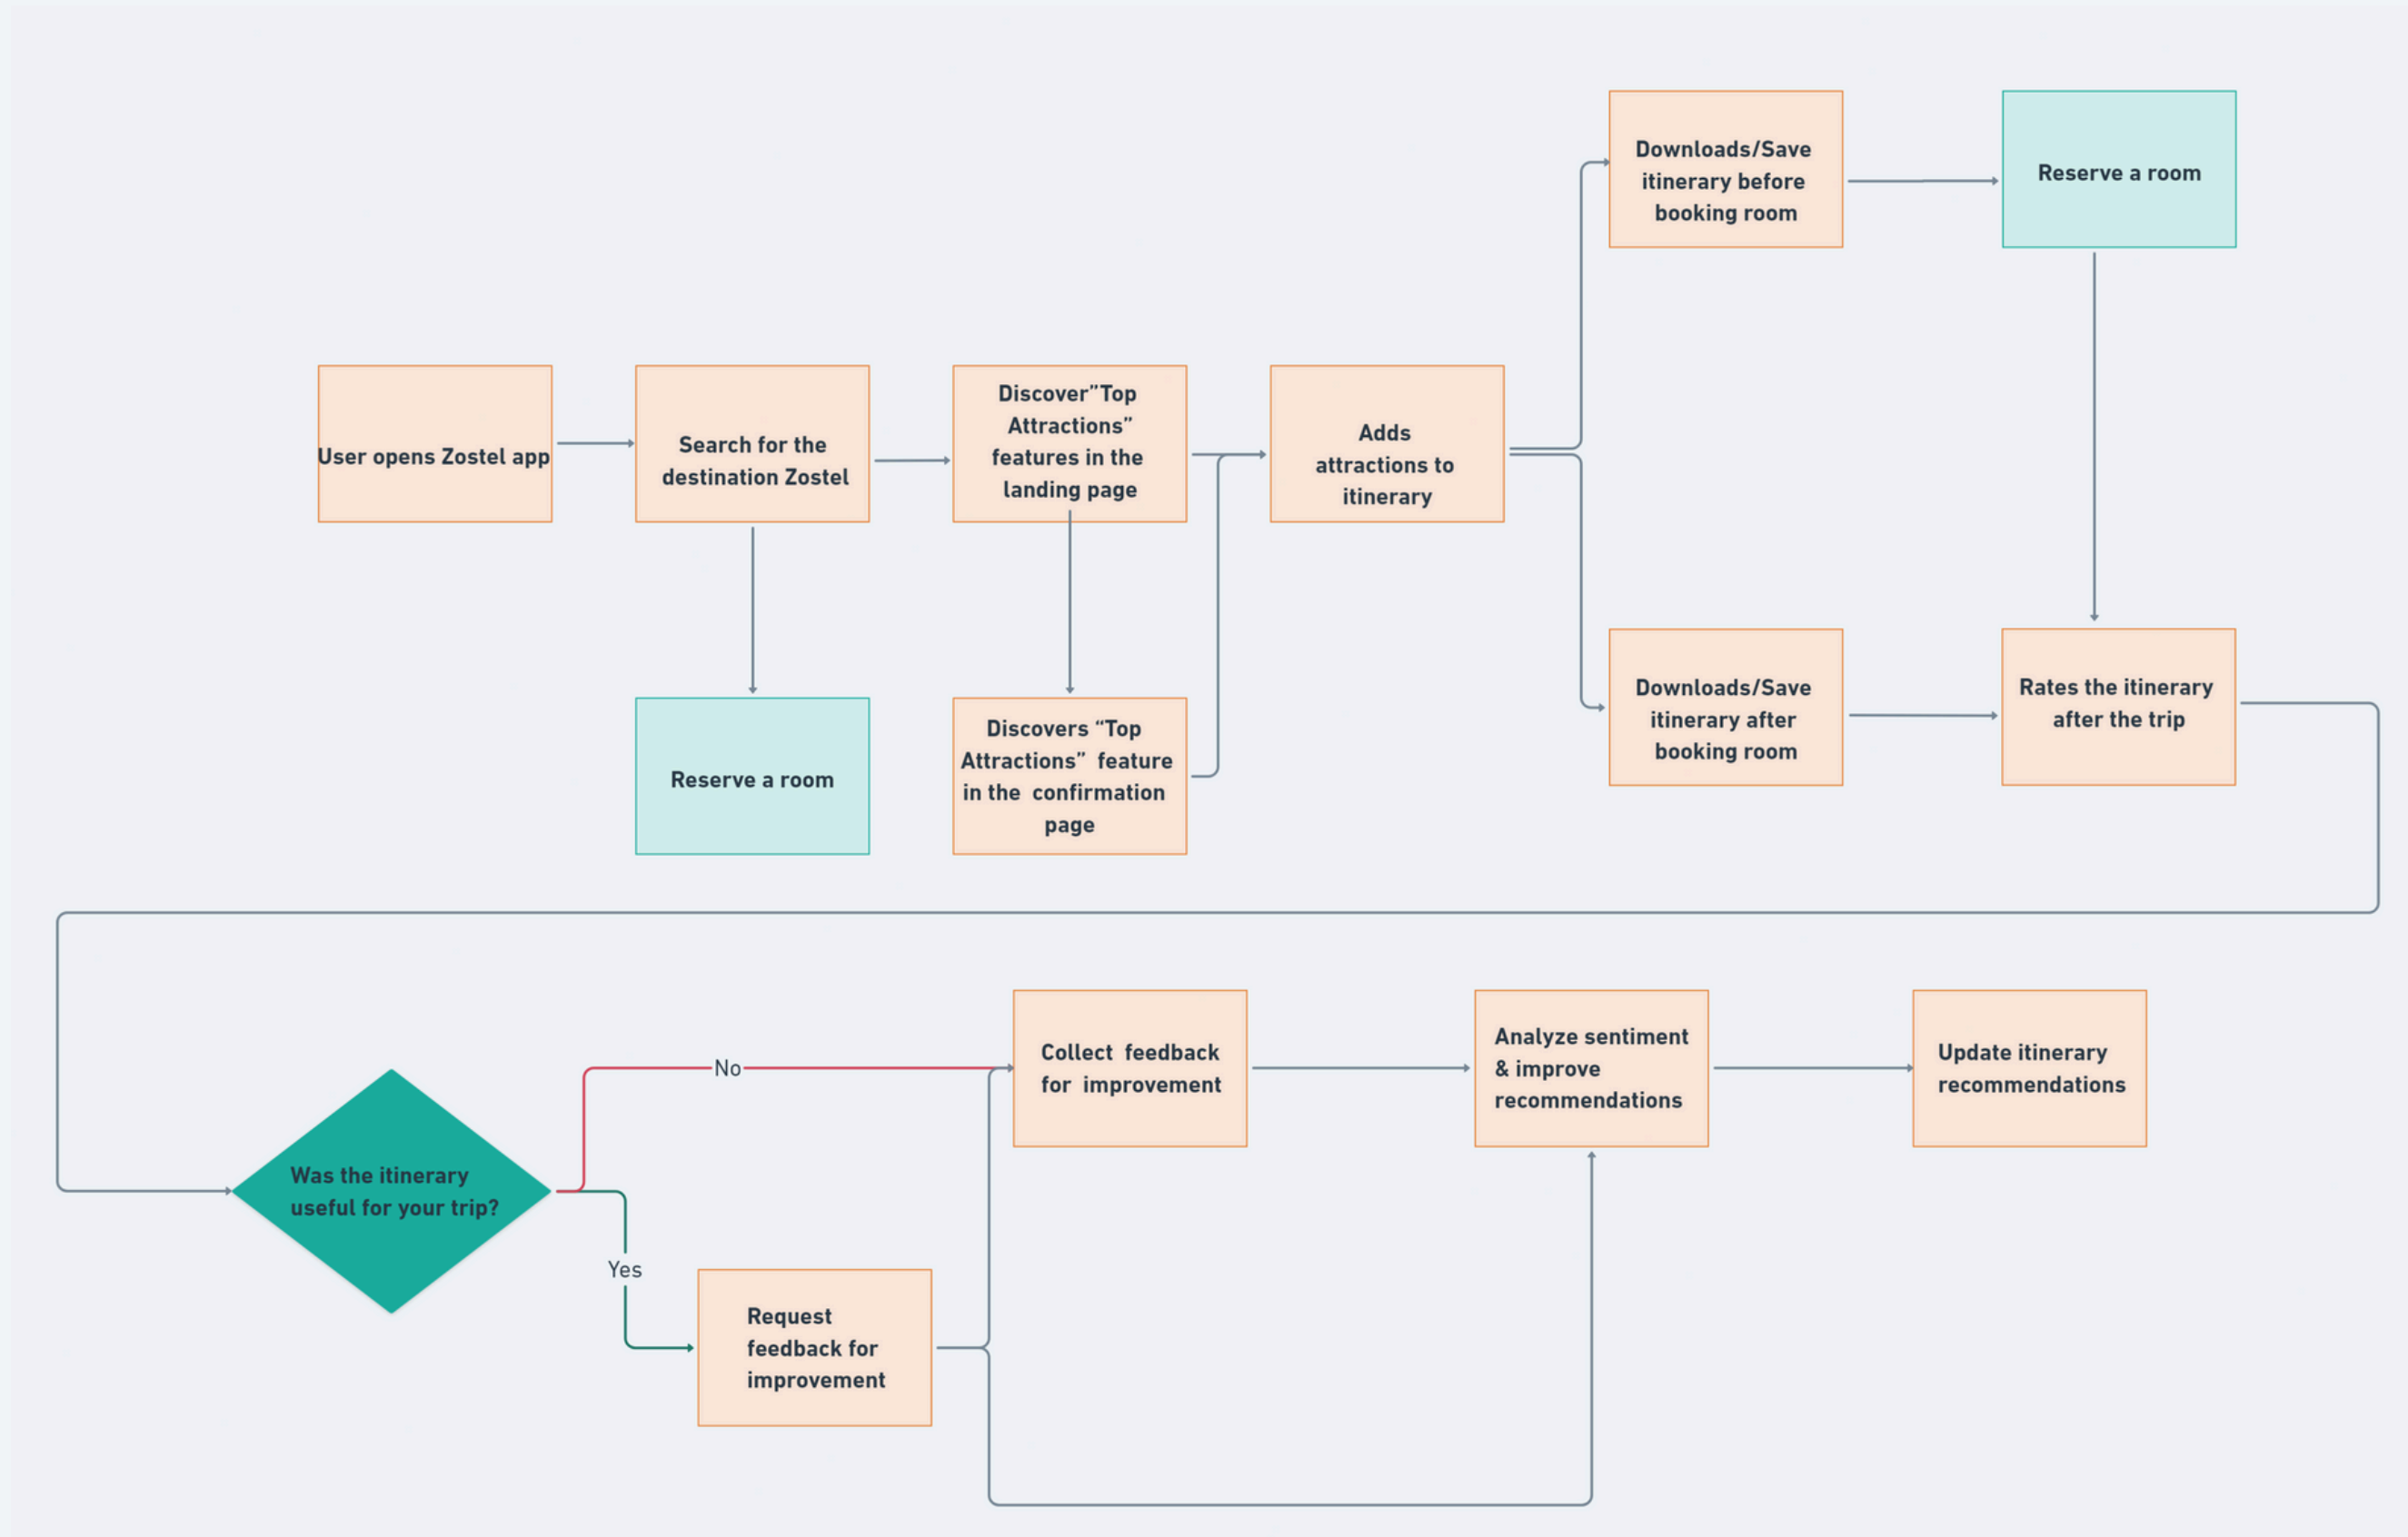 Downloads/Save
itinerary before
booking room
Reserve a room
User opens Zostel app
Search for the
destination Zostel
Discover”Top
Attractions”
features in the
landing page
Adds
attractions to
itinerary
Reserve a room
Discovers “Top
Attractions”  feature
in the  confirmation
page
Downloads/Save
itinerary after
booking room
Rates the itinerary
after the trip
Was the itinerary
useful for your trip?
No
Yes
Request
feedback for
improvement
Collect  feedback
for  improvement
Analyze sentiment
& improve
recommendations
Update itinerary
recommendations